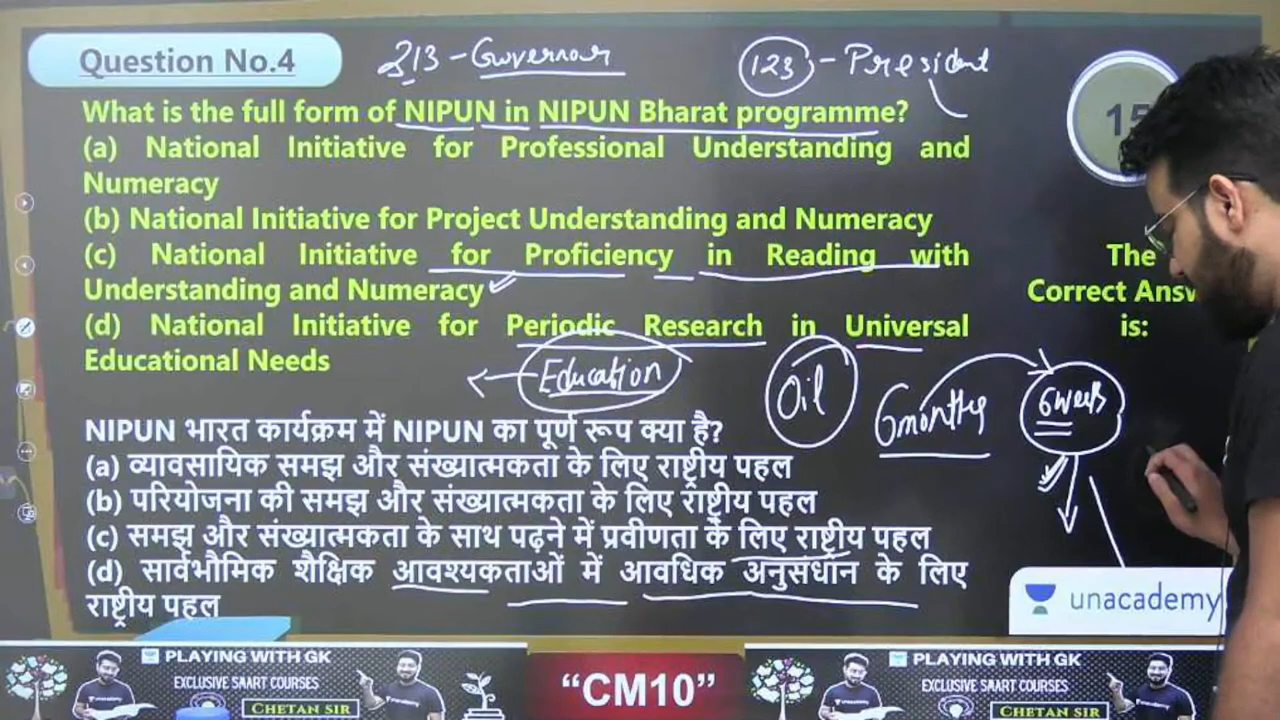 Question No.4
213 - Governour
123 - President
15
What is the full form of NIPUN in NIPUN Bharat programme?
(a) National Initiative for Professional Understanding and
Numeracy
(b) National Initiative for Project Understanding and Numeracy
(c) National Initiative for Proficiency in Reading with
Understanding and Numeracy
(d) National Initiative for Periodic Research in Universal
Educational Needs
The
Correct Answ
is:
Education
Oil
6months
6weeks
NIPUN भारत कार्यक्रम में NIPUN का पूर्ण रूप क्या है?
(a) व्यावसायिक समझ और संख्यात्मकता के लिए राष्ट्रीय पहल
(b) परियोजना की समझ और संख्यात्मकता के लिए राष्ट्रीय पहल
(c) समझ और संख्यात्मकता के साथ पढ़ने में प्रवीणता के लिए राष्ट्रीय पहल
(d) सार्वभौमिक शैक्षिक आवश्यकताओं में आवधिक अनुसंधान के लिए
राष्ट्रीय पहल
unacademy
PLAYING WITH GK
EXCLUSIVE SMART COURSES
CHETAN SIR
"CM10"
PLAYING WITH GK
EXCLUSIVE SMART COURSES
CHETAN SIR